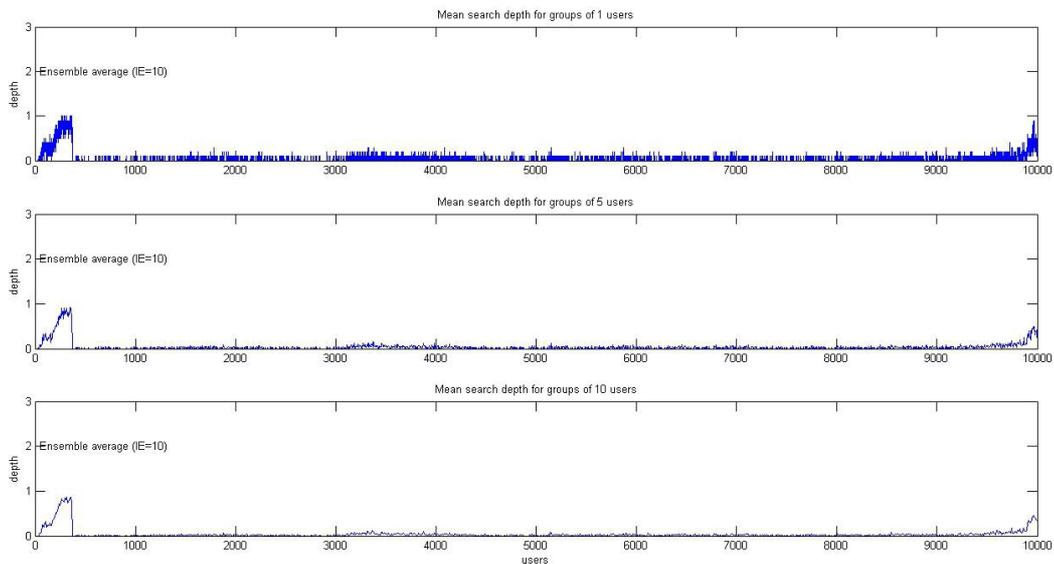 Mean search depth for groups of 1 users
3
2
1
0
depth
Ensemble average (IE=10)
0 1000 2000 3000 4000 5000 6000 7000 8000 9000 10000
Mean search depth for groups of 5 users
3
2
1
0
depth
Ensemble average (IE=10)
0 1000 2000 3000 4000 5000 6000 7000 8000 9000 10000
Mean search depth for groups of 10 users
3
2
1
0
depth
Ensemble average (IE=10)
0 1000 2000 3000 4000 5000 6000 7000 8000 9000 10000
users